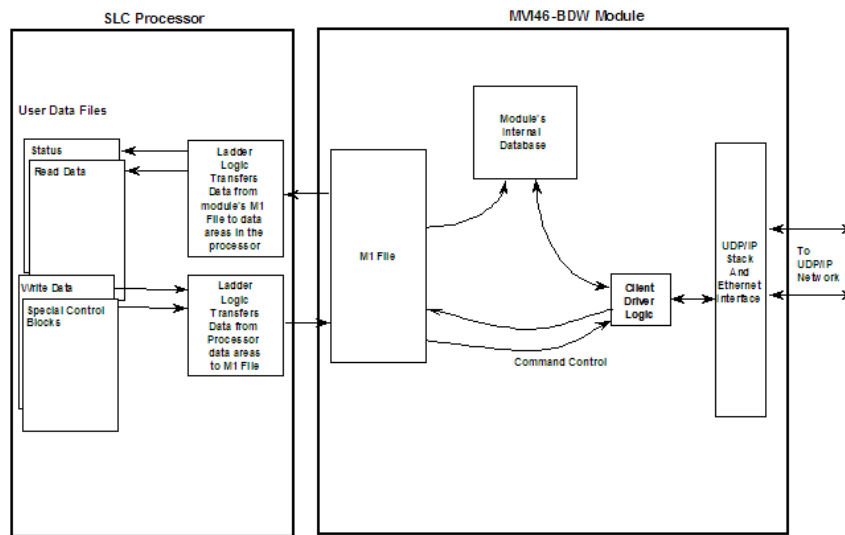 SLC Processor
MVI46-BDW Module
User Data Files
Status
Read Data
Write Data
Special Control
Blocks
Ladder
Logic
Transfers
Data from
module's M1
File to data
areas in the
processor
Ladder
Logic
Transfers
Data from
Processor
data areas
to M1 File
M1 File
Module's
Internal
Database
Client
Driver
Logic
Command Control
UDP/IP
Stack
And
Ethernet
Interface
To
UDP/IP
Network